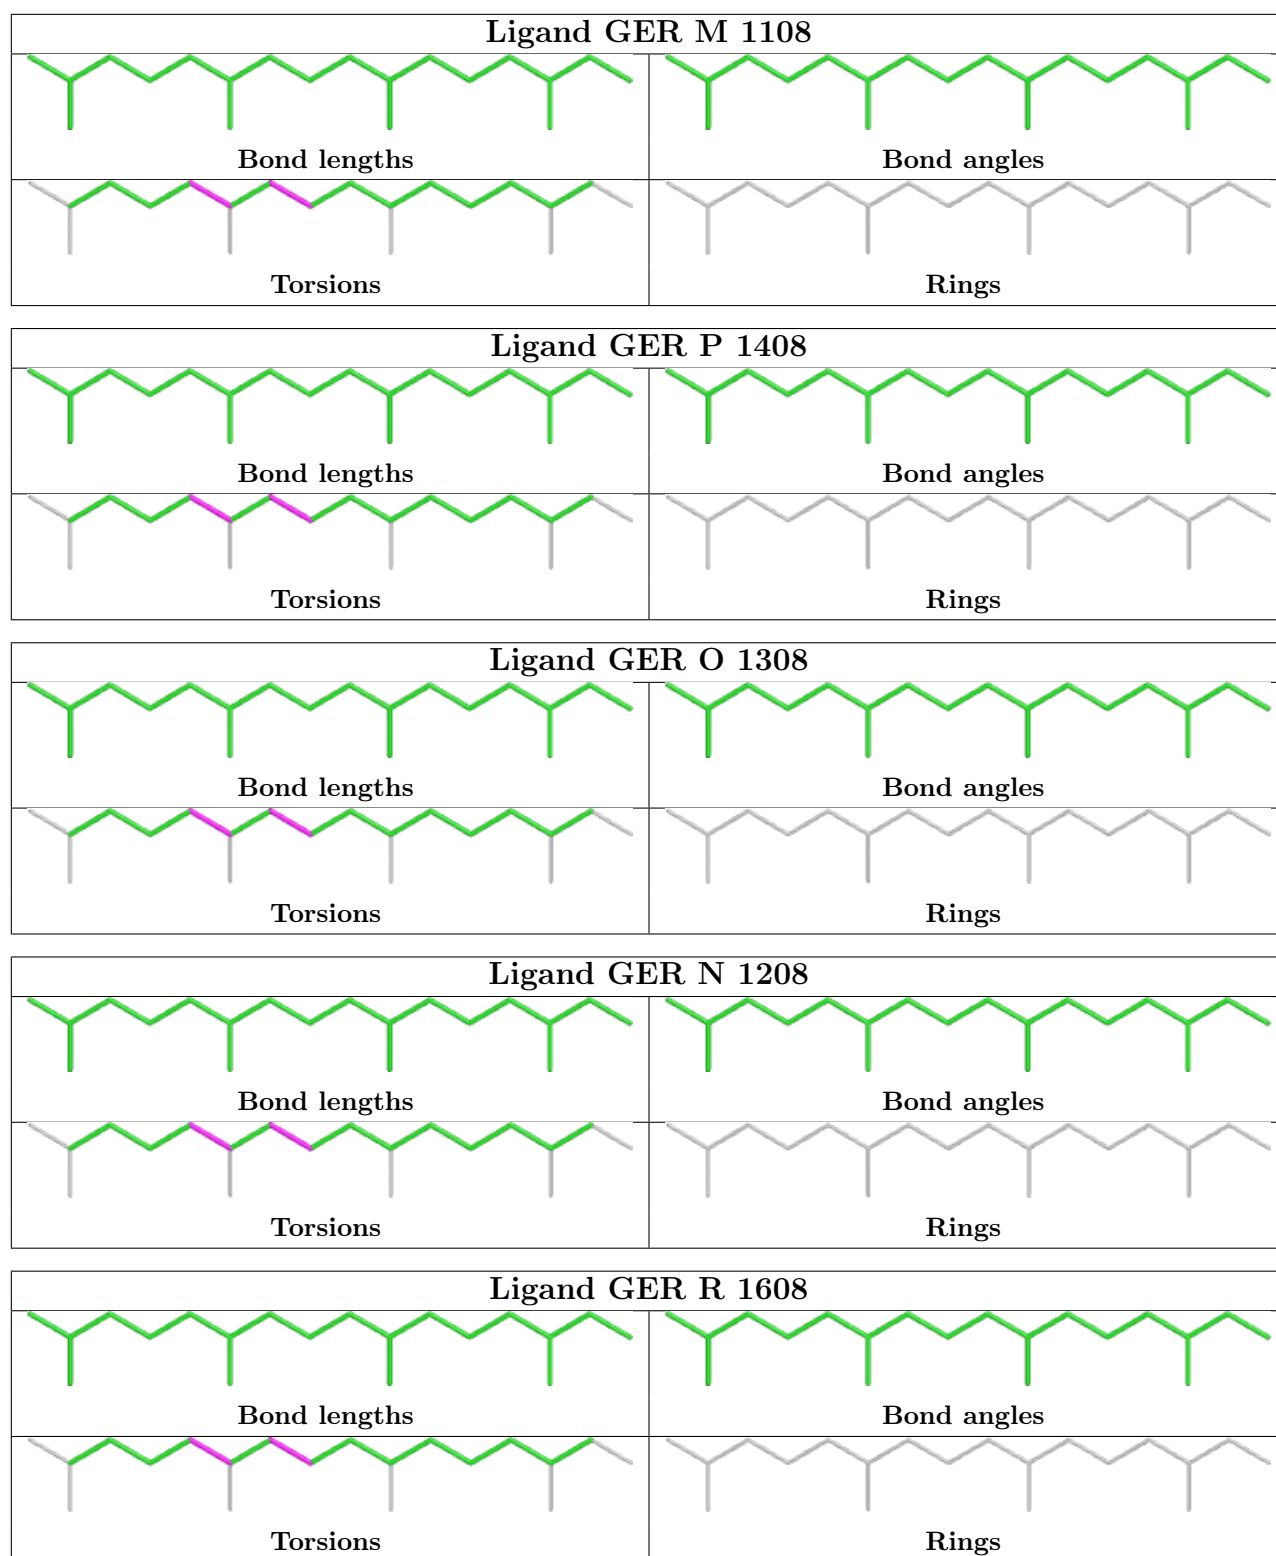 Ligand GER M 1108
Bond lengths
Bond angles
Torsions
Rings
Ligand GER P 1408
Bond lengths
Bond angles
Torsions
Rings
Ligand GER O 1308
Bond lengths
Bond angles
Torsions
Rings
Ligand GER N 1208
Bond lengths
Bond angles
Torsions
Rings
Ligand GER R 1608
Bond lengths
Bond angles
Torsions
Rings